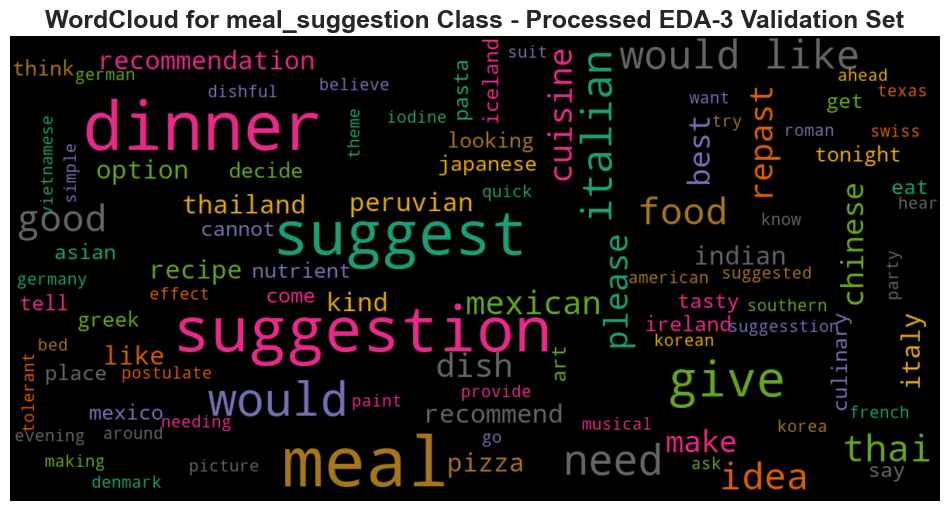 WordCloud for meal_suggestion Class - Processed EDA-3 Validation Set
think
german
recommendation
dishful
believe
dinner
option
decide
vietnamese
simple
theme
iodine
pasta
iceland
suit
looking
japanese
quick
cuisine
italian
would like
want
try
best
repast
roman
get
ahead
texas
swiss
tonight
eat
hear
good
thailand
peruvian
cannot
suggest
food
know
chinese
party
asian
germany
tell
greek
recipe
nutrient
effect
come
kind
mexican
please
indian
american
suggested
tasty
southern
ireland
suggesstion
korean
culinary
italy
suggestion
bed
like
place
postulate
tolerant
dish
art
give
would
paint
provide
recommend
mexico
needing
evening
around
making
denmark
picture
meal
go
pizza
need
musical
make
ask
idea
korea
french
thai
say